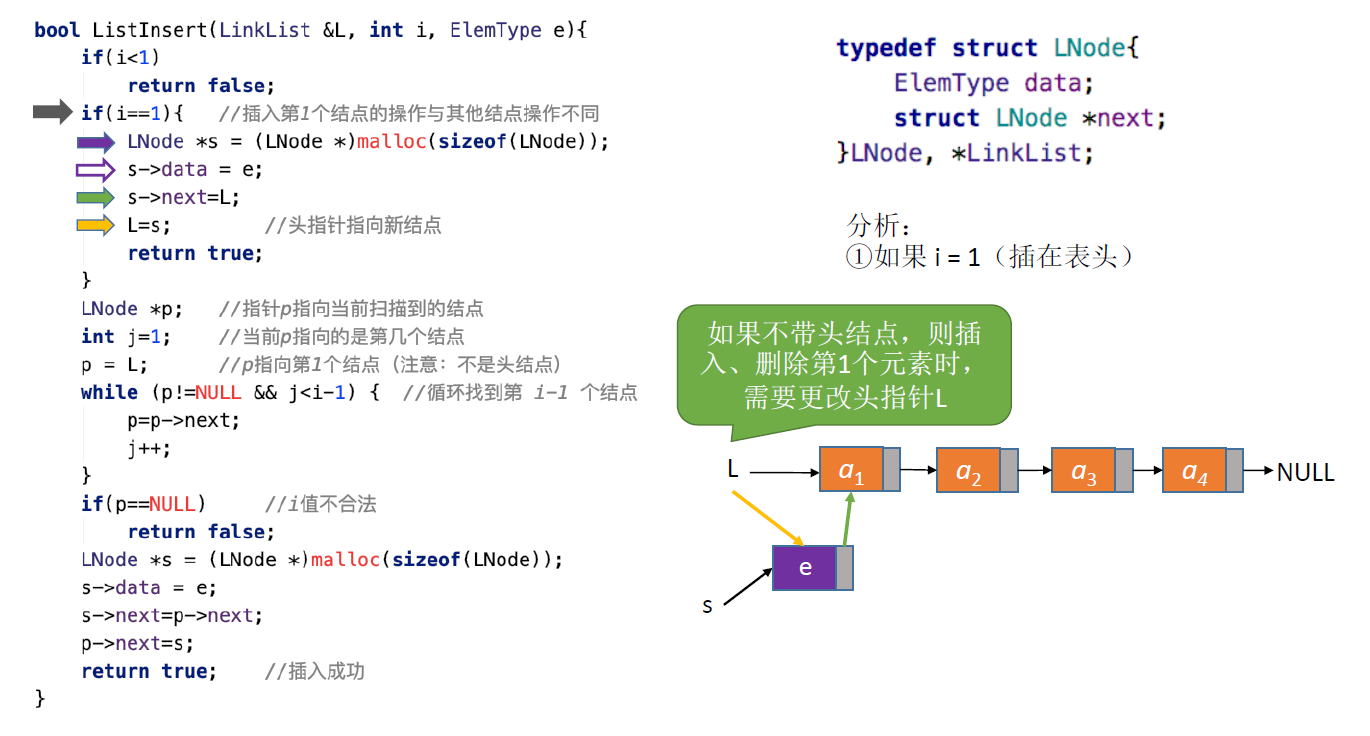 bool ListInsert(LinkList &L, int i, ElemType e){
    if(i<1)
        return false;
    if(i==1){    //插入第1个结点的操作与其他结点操作不同
        LNode *s = (LNode *)malloc(sizeof(LNode));
        s->data = e;
        s->next=L;
        L=s;        //头指针指向新结点
        return true;
    }
    LNode *p;    //指针p指向当前扫描到的结点
    int j=1;    //当前p指向的是第几个结点
    p = L;      //p指向第1个结点（注意：不是头结点）
    while (p!=NULL && j<i-1) {  //循环找到第 i-1 个结点
        p=p->next;
        j++;
    }
    if(p==NULL)     //i值不合法
        return false;
    LNode *s = (LNode *)malloc(sizeof(LNode));
    s->data = e;
    s->next=p->next;
    p->next=s;
    return true;    //插入成功
}
typedef struct LNode{
    ElemType data;
    struct LNode *next;
}LNode, *LinkList;
分析：
①如果 i = 1（插在表头）
如果不带头结点，则插
入、删除第1个元素时，
需要更改头指针L
L a1 a2 a3 a4 NULL
e
s